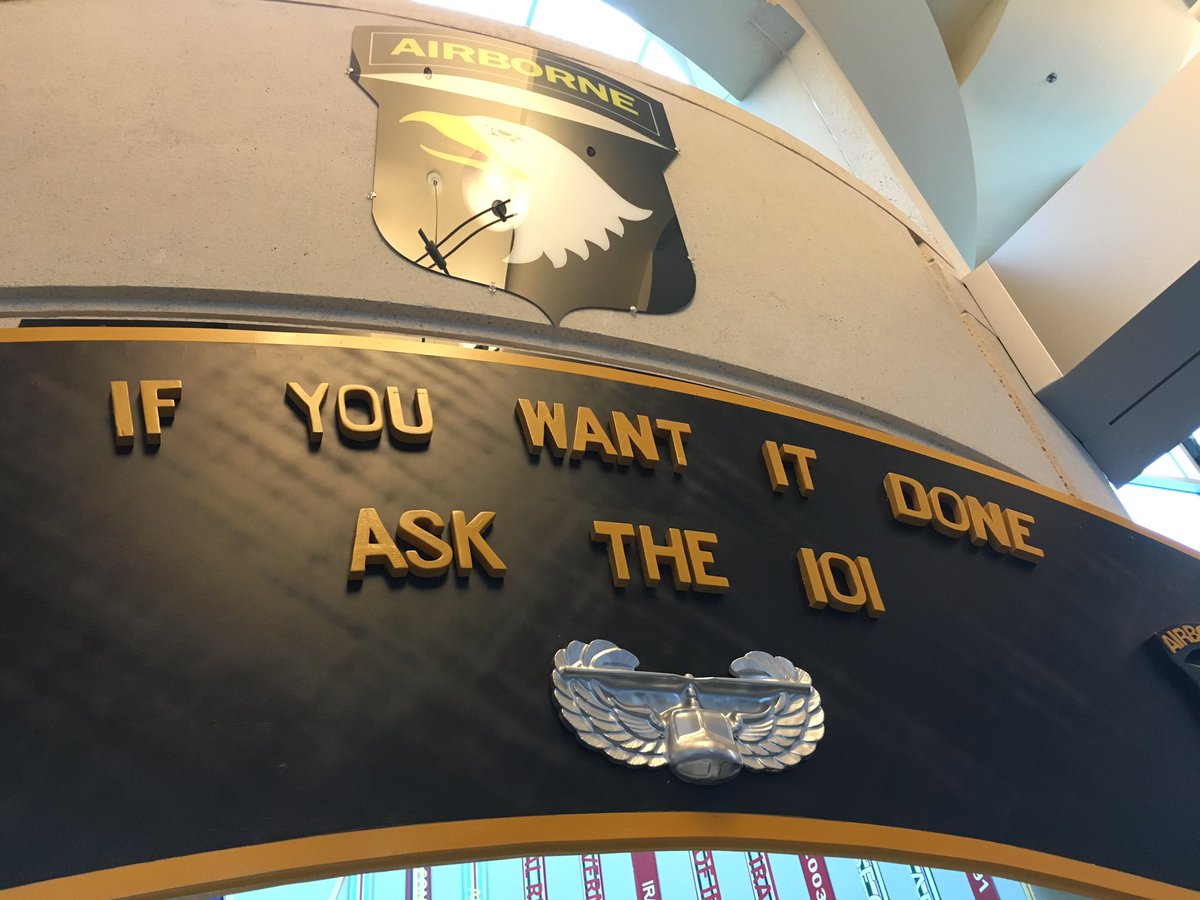 AIRBORNE
IF YOU WANT IT DONE
ASK THE 101